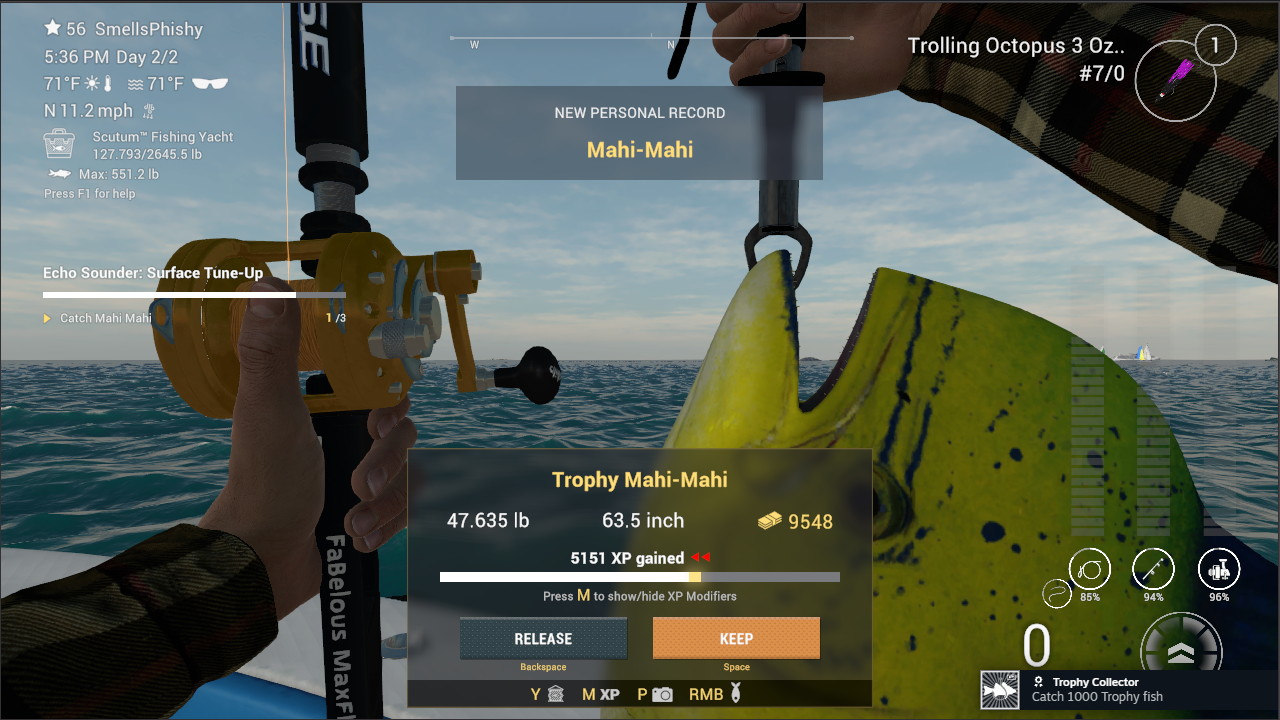 56 SmellsPhishy
5:36 PM Day 2/2
71°F 71°F
N 11.2 mph
Scutum™ Fishing Yacht
127.793/2645.5 lb
Max: 551.2 lb
Press F1 for help
W N
Trolling Octopus 3 Oz..
#7/0
1
NEW PERSONAL RECORD
Mahi-Mahi
Echo Sounder: Surface Tune-Up
Catch Mahi Mahi 1 /3
SE
FaBelous MaxFl
Trophy Mahi-Mahi
47.635 lb 63.5 inch 9548
5151 XP gained
Press M to show/hide XP Modifiers
RELEASE KEEP
Backspace Space
Y M XP P RMB
85% 94% 96%
0
Trophy Collector
Catch 1000 Trophy fish